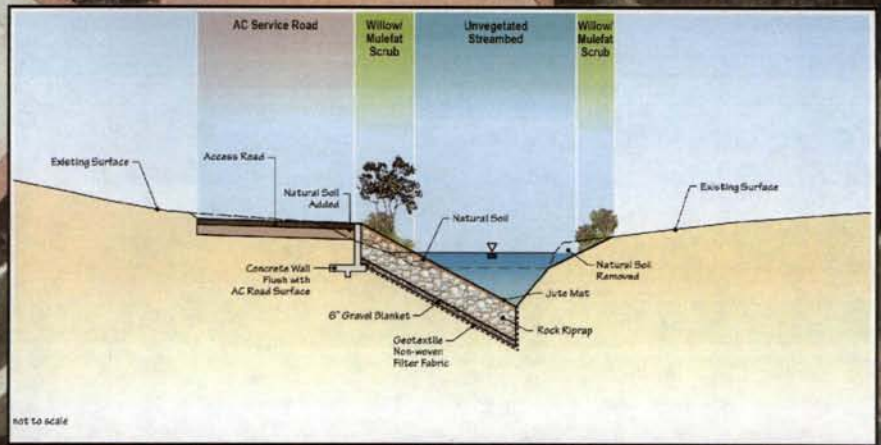 AC Service Road
Willow/
Mulefat
Scrub
Unvegetated
Streambed
Willow/
Mulefat
Scrub
Existing Surface
Access Road
Natural Soil
Added
Natural Soil
Existing Surface
Concrete Wall
Flush with
AC Road Surface
Natural Soil
Removed
Jute Mat
6" Gravel Blanket
Rock Riprap
Geotextile
Non-woven
Filter Fabric
not to scale